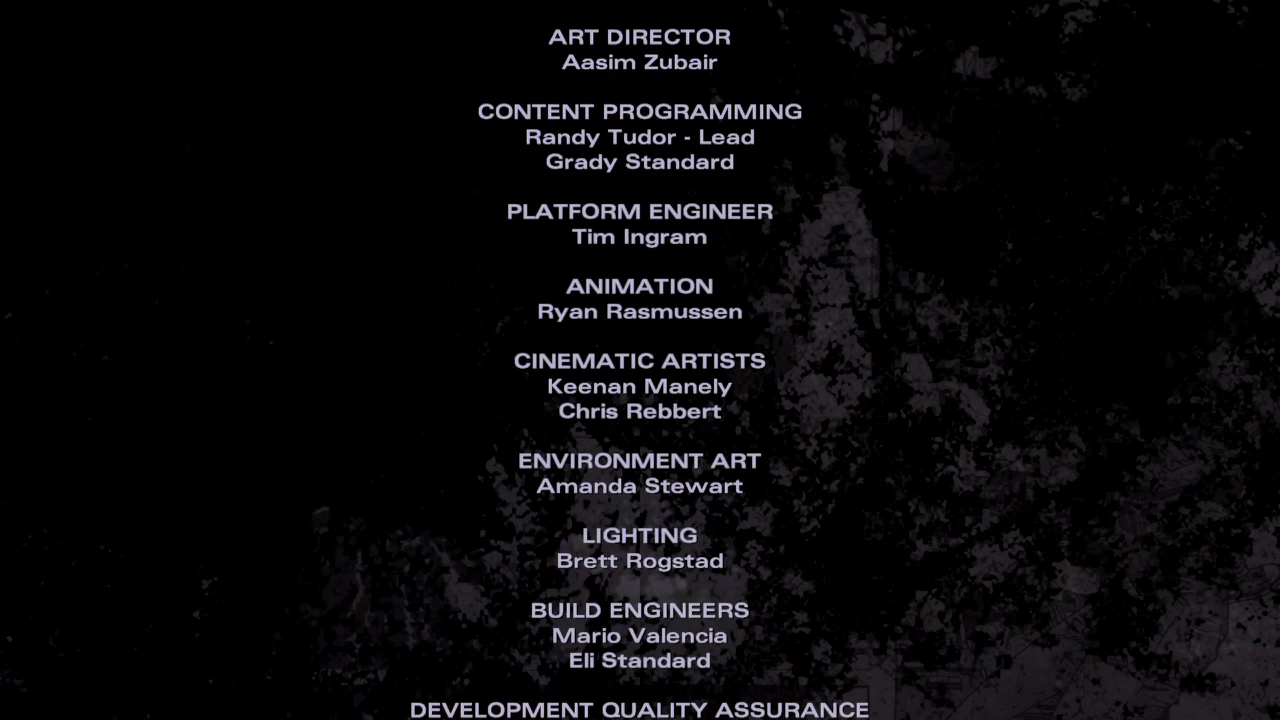 ART DIRECTOR
Aasim Zubair
CONTENT PROGRAMMING
Randy Tudor - Lead
Grady Standard
PLATFORM ENGINEER
Tim Ingram
ANIMATION
Ryan Rasmussen
CINEMATIC ARTISTS
Keenan Manely
Chris Rebbert
ENVIRONMENT ART
Amanda Stewart
LIGHTING
Brett Rogstad
BUILD ENGINEERS
Mario Valencia
Eli Standard
DEVELOPMENT QUALITY ASSURANCE